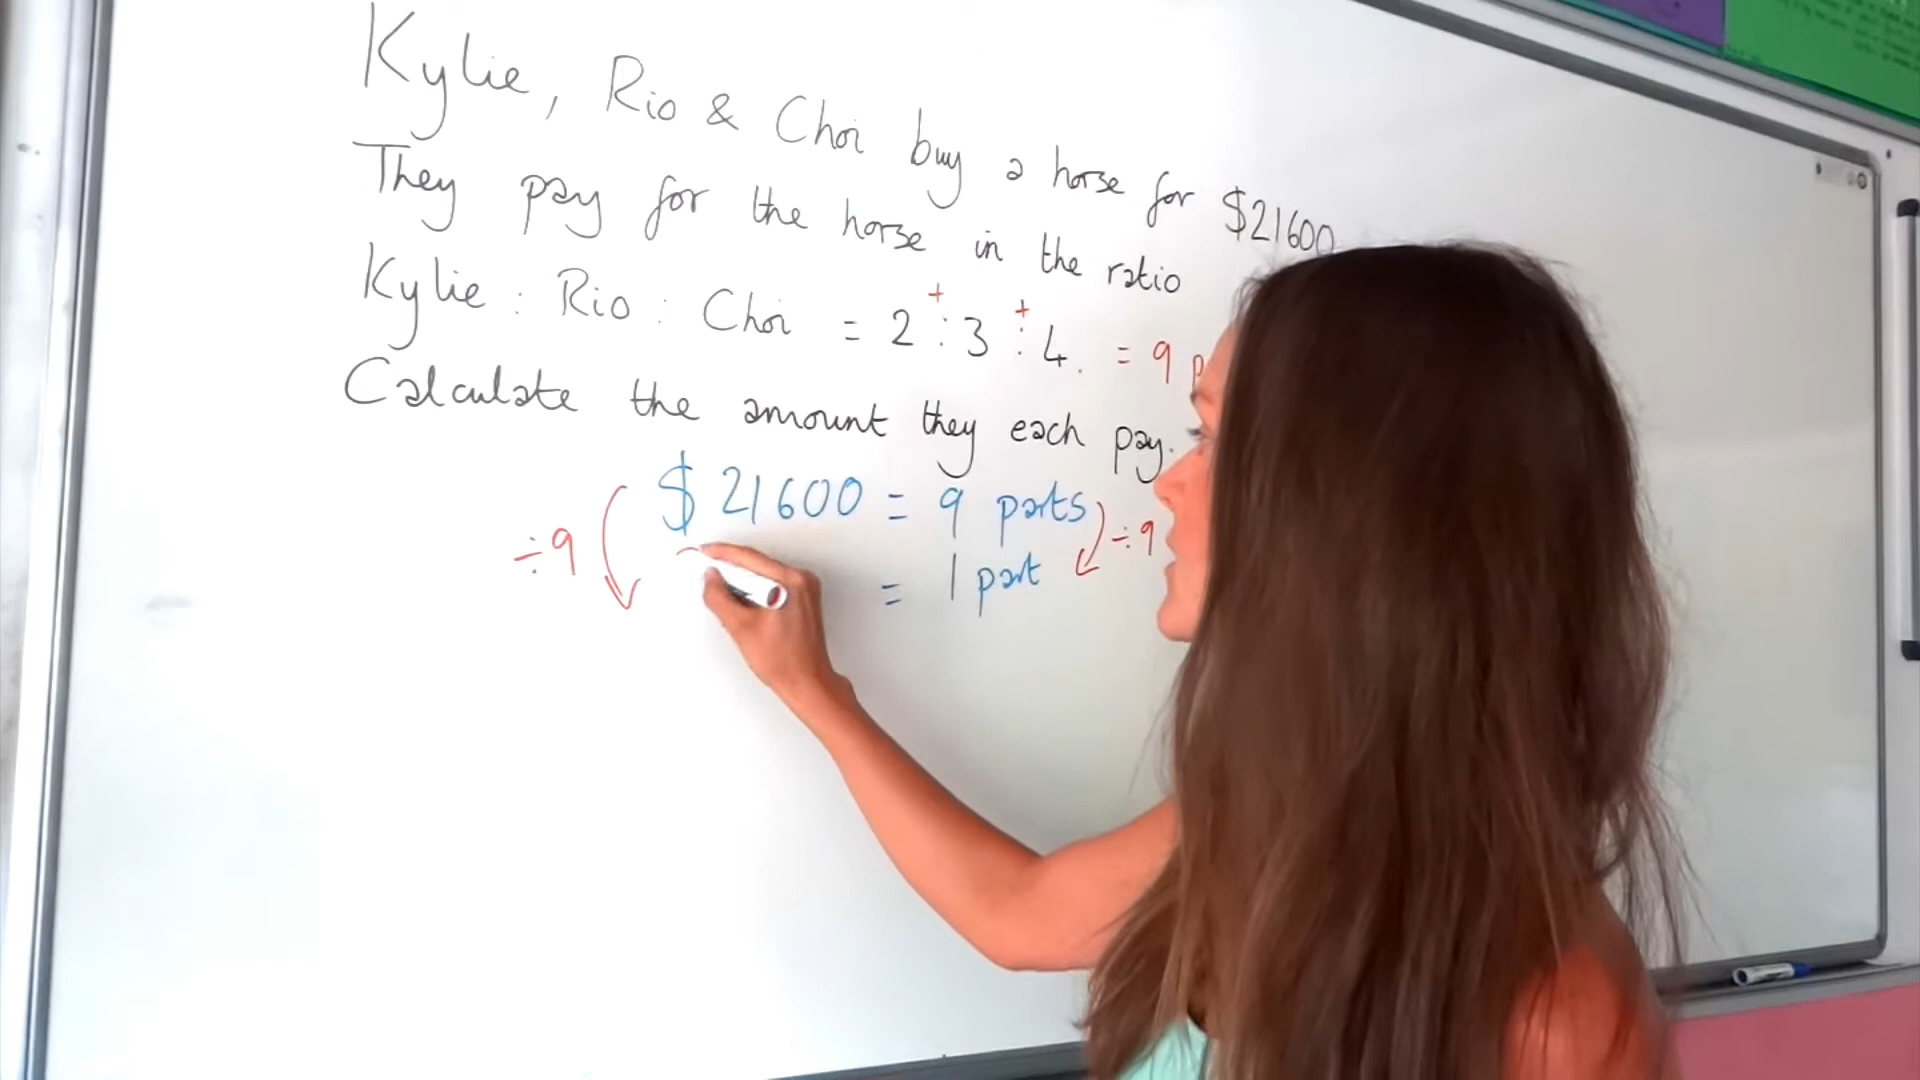 Kylie, Rio & Choi buy a horse for $21600
They pay for the horse in the ratio
Kylie : Rio : Choi = 2 : 3 : 4. = 9 p
+ +
Calculate the amount they each pay.
$21600 = 9 parts
÷9 ÷9
= 1 part